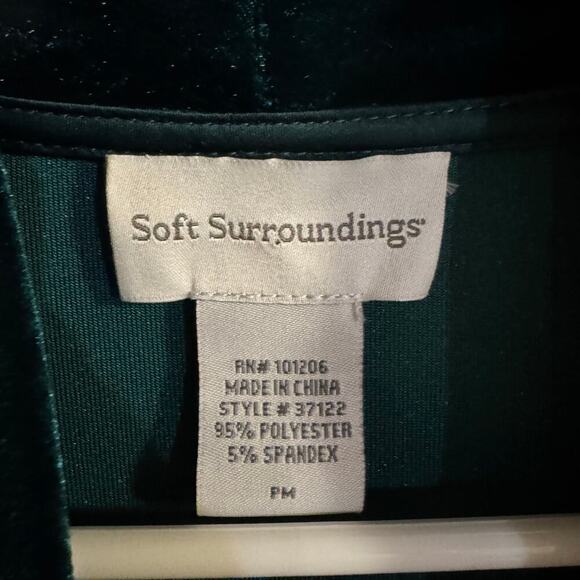 Soft Surroundings
RN# 101206
MADE IN CHINA
STYLE # 37122
95% POLYESTER
5% SPANDEX
PM